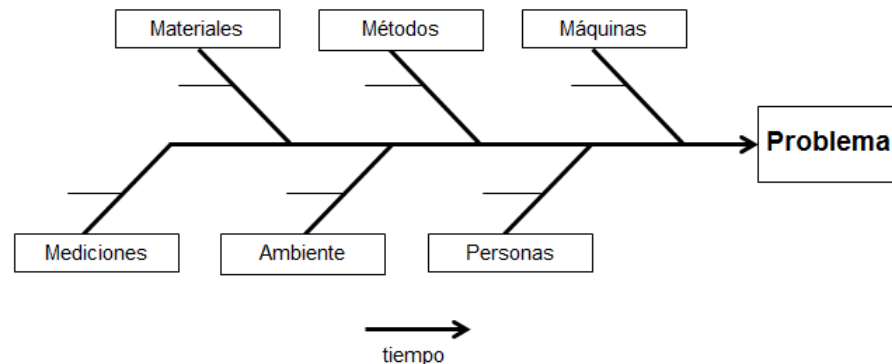 Materiales
Métodos
Máquinas
Problema
Mediciones
Ambiente
Personas
tiempo